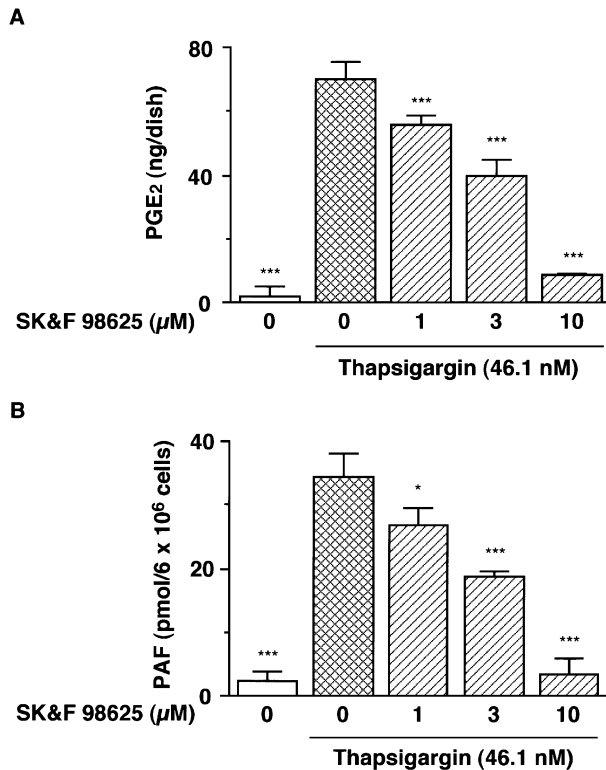 A
PGE2 (ng/dish)
80
40
0
***
***
***
***
SK&F 98625 (µM) 0 0 1 3 10
Thapsigargin (46.1 nM)
B
PAF (pmol/6 x 10⁶ cells)
40
20
0
***
*
***
***
SK&F 98625 (µM) 0 0 1 3 10
Thapsigargin (46.1 nM)